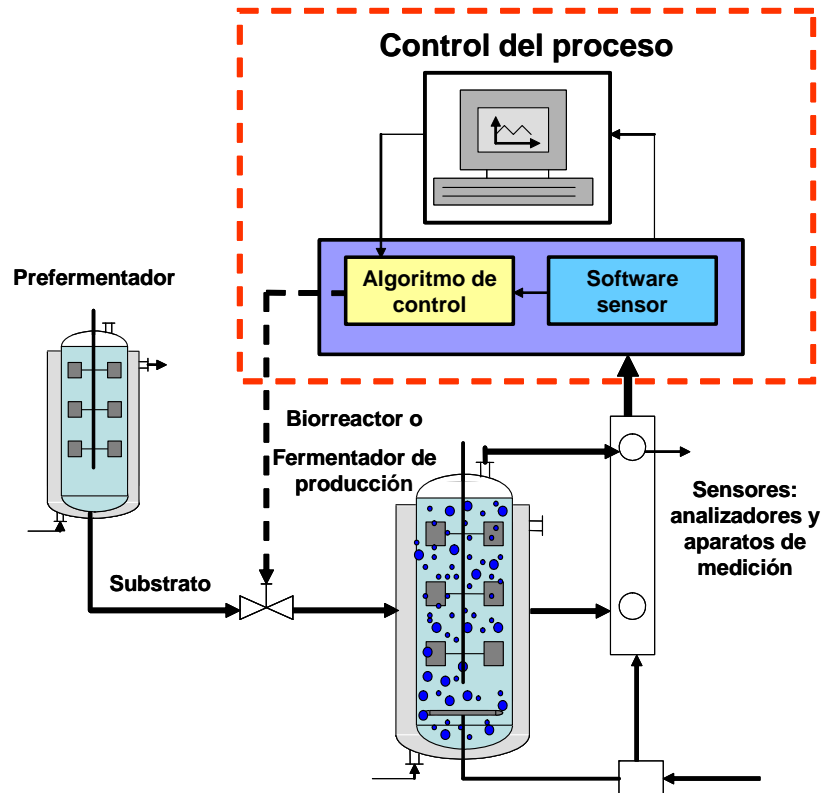 Control del proceso
Algoritmo de
control
Software
sensor
Prefermentador
Biorreactor o
Fermentador de
producción
Substrato
Sensores:
analizadores y
aparatos de
medición